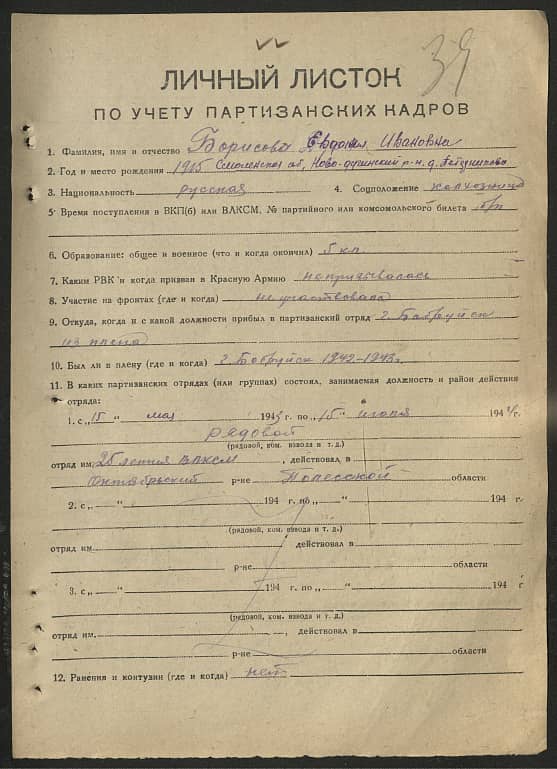 39
ЛИЧНЫЙ ЛИСТОК
ПО УЧЕТУ ПАРТИЗАНСКИХ КАДРОВ
1. Фамилия, имя и отчество Борисова Евдокия Ивановна
2. Год и место рождения 1915 Смоленская об, Ново-дугинский р-н, д.
3. Национальность русская 4. Соцположение колхозница
5. Время поступления в ВКП(б) или ВЛКСМ, № партийного или комсомольского билета б/п
6. Образование: общее и военное (что и когда окончил) 5 кл.
7. Каким РВК и когда призван в Красную Армию не призывалась
8. Участие на фронтах (где и когда) не участвовала
9. Откуда, когда и с какой должности прибыл в партизанский отряд г. Бобруйск
из плена
10. Был ли в плену (где и когда) г. Бобруйск 1942-1943г.
11. В каких партизанских отрядах (или группах) состоял, занимаемая должность и район действия
отряда:
1. с „15 “ мая 1943 г. по „15“ июля 1944 г.
рядовой
(рядовой, ком. взвода и т. д.)
отряд им. 25 летия ВЛКСМ , действовал в
Октябрьский р-не Полесской области
2. с „ “ 194 г. по „ “ 194 г.
(рядовой, ком. взвода и т. д.)
отряд им. действовал в
р-не области
3. с „ “ 194 г. по „ “ 194 г
(рядовой, ком. взвода и т. д.)
отряд им. , действовал в
р-не области
12. Ранения и контузии (где и когда) нет